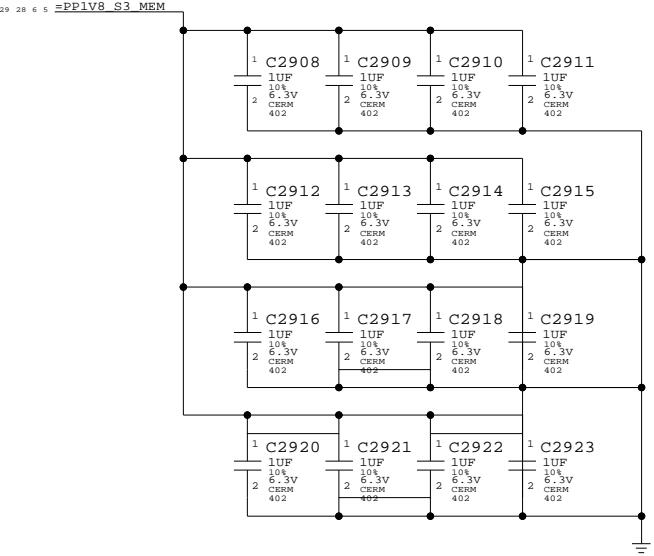 29 28 6 5 =PP1V8_S3_MEM
1 C2908 1 C2909 1 C2910 1 C2911
1UF 1UF 1UF 1UF
10% 10% 10% 10%
2 6.3V 2 6.3V 2 6.3V 2 6.3V
CERM CERM CERM CERM
402 402 402 402
1 C2912 1 C2913 1 C2914 1 C2915
1UF 1UF 1UF 1UF
10% 10% 10% 10%
2 6.3V 2 6.3V 2 6.3V 2 6.3V
CERM CERM CERM CERM
402 402 402 402
1 C2916 1 C2917 1 C2918 1 C2919
1UF 1UF 1UF 1UF
10% 10% 10% 10%
2 6.3V 2 6.3V 2 6.3V 2 6.3V
CERM CERM CERM CERM
402 402 402 402
1 C2920 1 C2921 1 C2922 1 C2923
1UF 1UF 1UF 1UF
10% 10% 10% 10%
2 6.3V 2 6.3V 2 6.3V 2 6.3V
CERM CERM CERM CERM
402 402 402 402